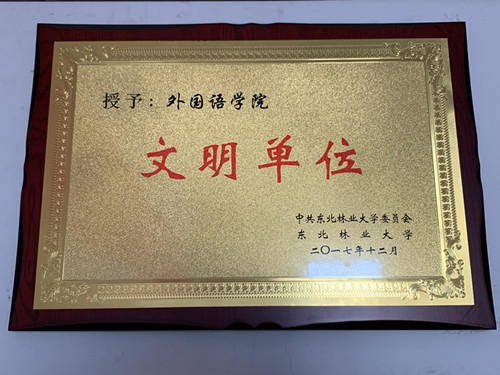 授予：外国语学院
文明单位
中共东北林业大学委员会
东北林业大学
二〇一七年十二月